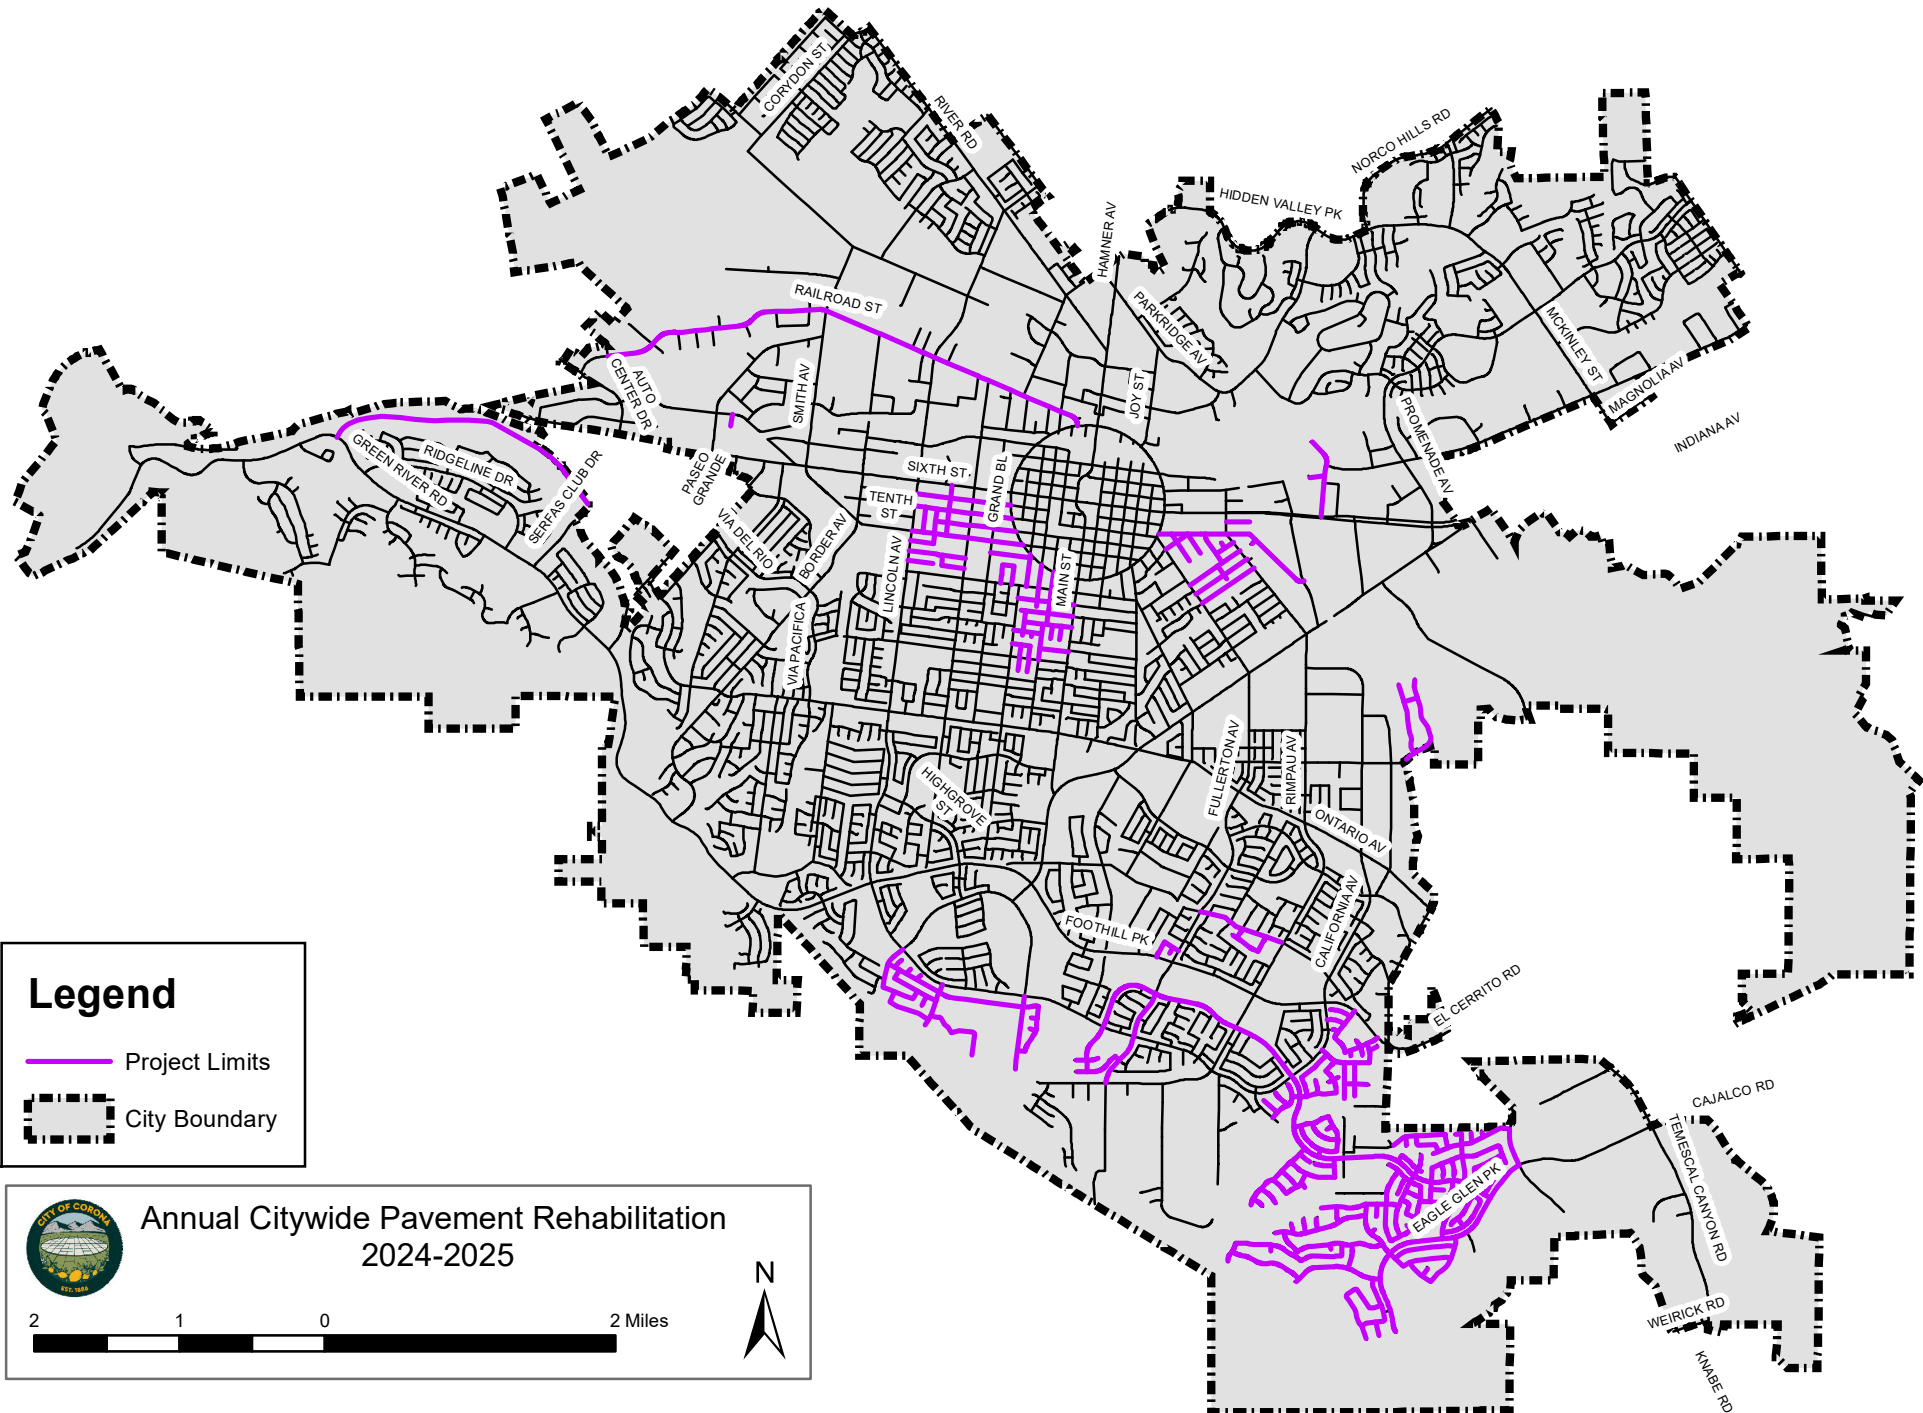 CORYDON ST
RIVER RD
NORCO HILLS RD
HIDDEN VALLEY PK
HAMNER AV
RAILROAD ST
PARKRIDGE AV
MCKINLEY ST
MAGNOLIA AV
INDIANA AV
AUTO
CENTER DR
SMITH AV
JOY ST
PROMENADE AV
GREEN RIVER RD
RIDGELINE DR
SERFAS CLUB DR
PASEO
GRANDE
SIXTH ST
GRAND BL
TENTH
ST
VIA DEL RIO
BORDER AV
LINCOLN AV
MAIN ST
VIA PACIFICA
HIGHGROVE
ST
FULLERTON AV
RIMPAU AV
ONTARIO AV
CALIFORNIA AV
FOOTHILL PK
EL CERRITO RD
CAJALCO RD
TEMESCAL CANYON RD
EAGLE GLEN PK
WEIRICK RD
KNABE RD
Legend
Project Limits
City Boundary
CITY OF CORONA
EST. 1886
Annual Citywide Pavement Rehabilitation
2024-2025
N
2 1 0 2 Miles